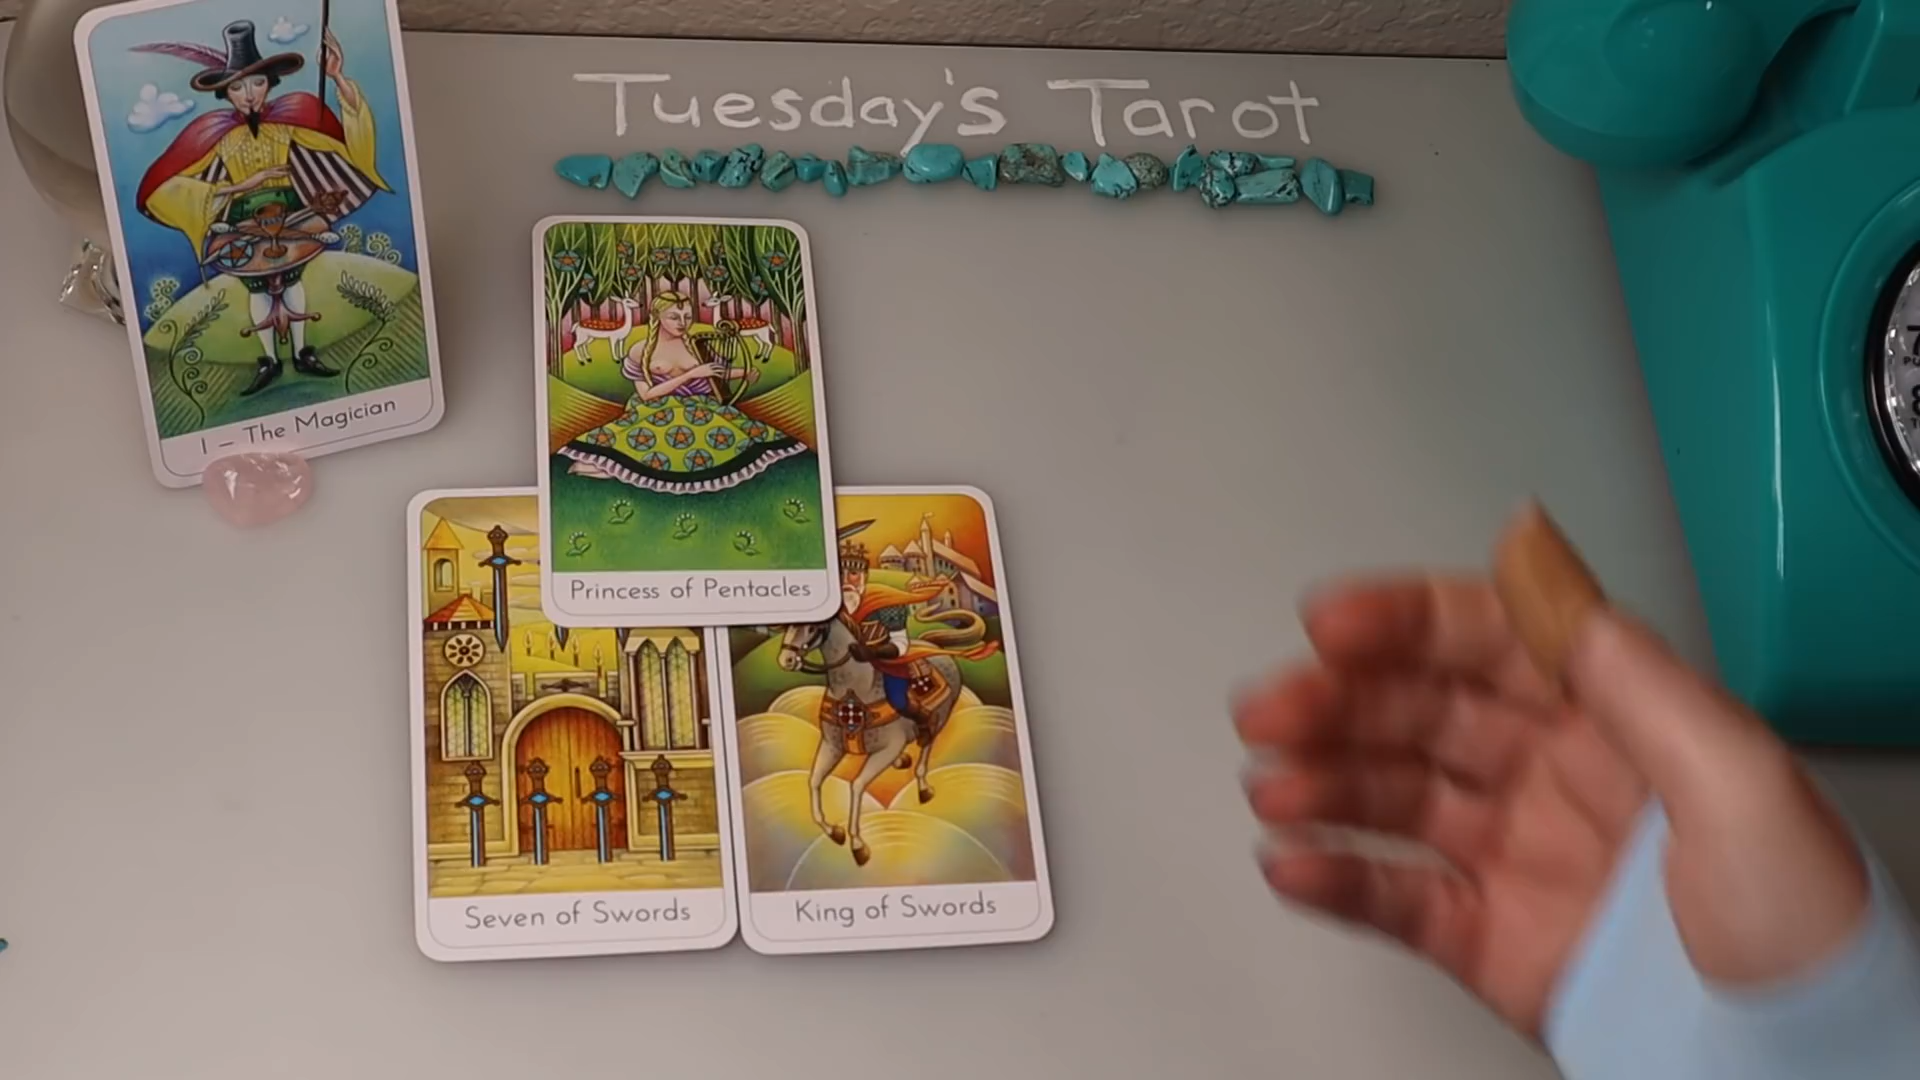 Tuesday's Tarot
I – The Magician
Princess of Pentacles
Seven of Swords
King of Swords